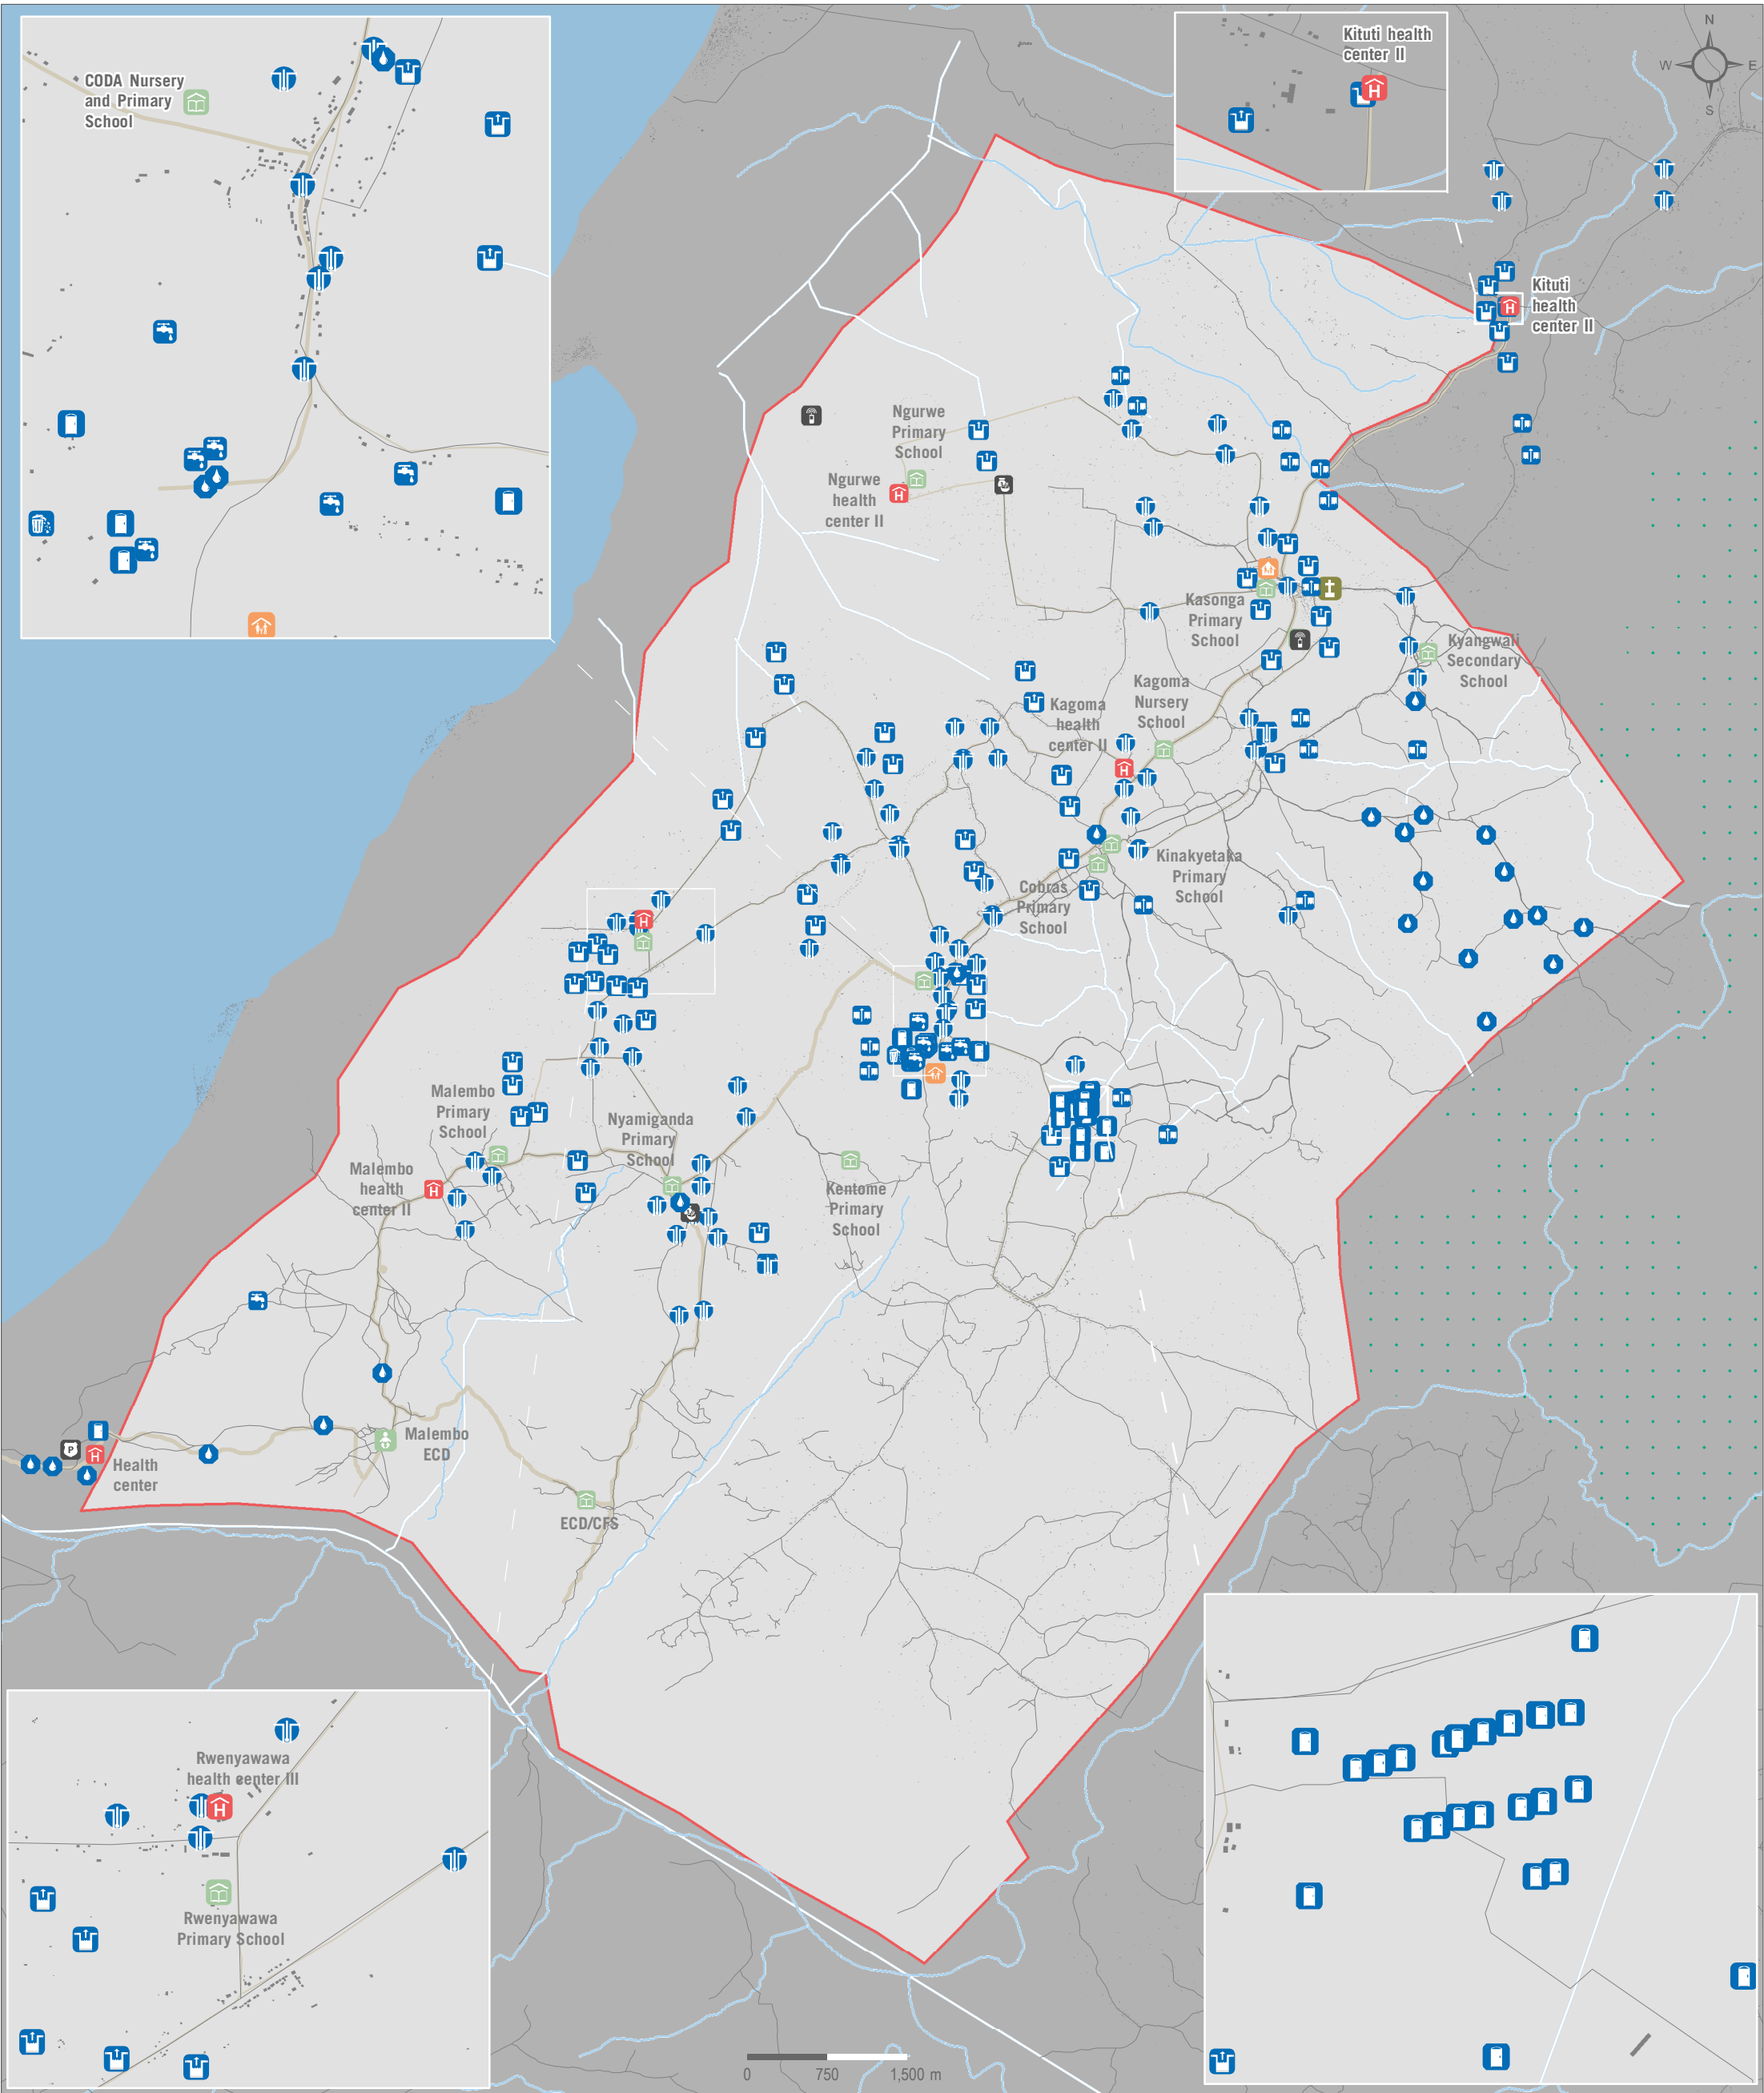 CODA Nursery
and Primary
School
Kituti health
center II
N
W
E
S
Kituti
health
center II
Ngurwe
Primary
School
Ngurwe
health
center II
Kasonga
Primary
School
Kyangwali
Secondary
School
Kagoma
Nursery
School
Kagoma
health
center II
Kinakyetaka
Primary
School
Cobras
Primary
School
Malembo
Primary
School
Nyamiganda
Primary
School
Malembo
health
center II
Kentome
Primary
School
Malembo
ECD
P
Health
center
ECD/CFS
Rwenyawawa
health center III
Rwenyawawa
Primary School
0 750 1,500 m